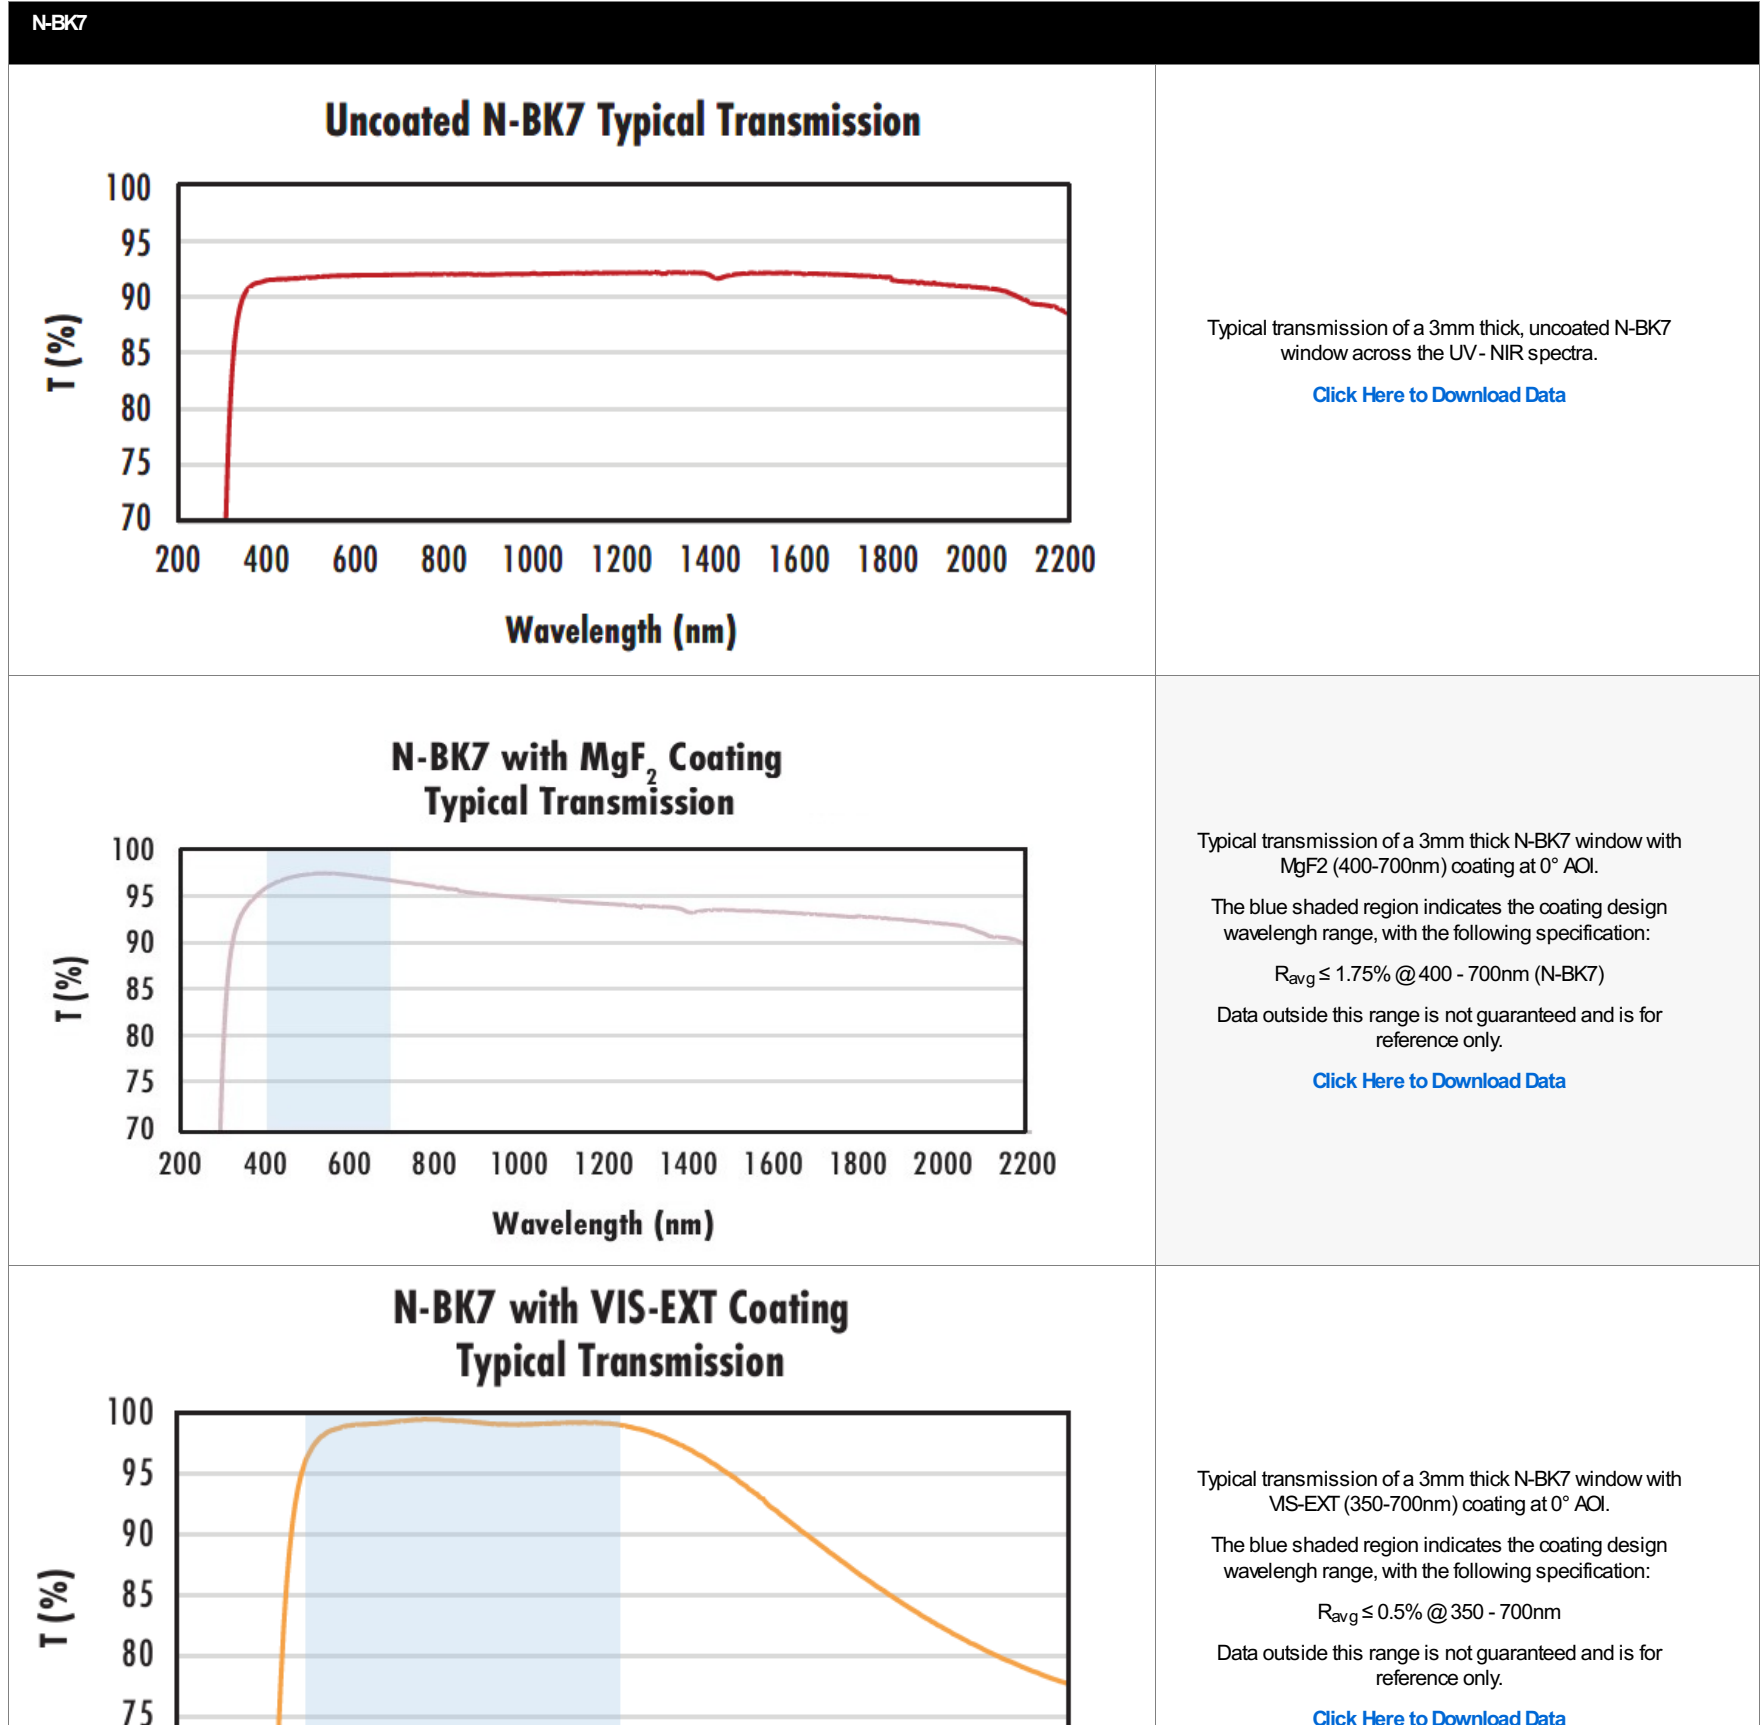 N-BK7
Uncoated N-BK7 Typical Transmission
100
95
90
85
80
75
70
T (%)
200 400 600 800 1000 1200 1400 1600 1800 2000 2200
Wavelength (nm)
Typical transmission of a 3mm thick, uncoated N-BK7
window across the UV - NIR spectra.
Click Here to Download Data
N-BK7 with MgF2 Coating
Typical Transmission
100
95
90
85
80
75
70
T (%)
200 400 600 800 1000 1200 1400 1600 1800 2000 2200
Wavelength (nm)
Typical transmission of a 3mm thick N-BK7 window with
MgF2 (400-700nm) coating at 0° AOI.
The blue shaded region indicates the coating design
wavelengh range, with the following specification:
Ravg ≤ 1.75% @ 400 - 700nm (N-BK7)
Data outside this range is not guaranteed and is for
reference only.
Click Here to Download Data
N-BK7 with VIS-EXT Coating
Typical Transmission
100
95
90
85
80
75
T (%)
Typical transmission of a 3mm thick N-BK7 window with
VIS-EXT (350-700nm) coating at 0° AOI.
The blue shaded region indicates the coating design
wavelengh range, with the following specification:
Ravg ≤ 0.5% @ 350 - 700nm
Data outside this range is not guaranteed and is for
reference only.
Click Here to Download Data